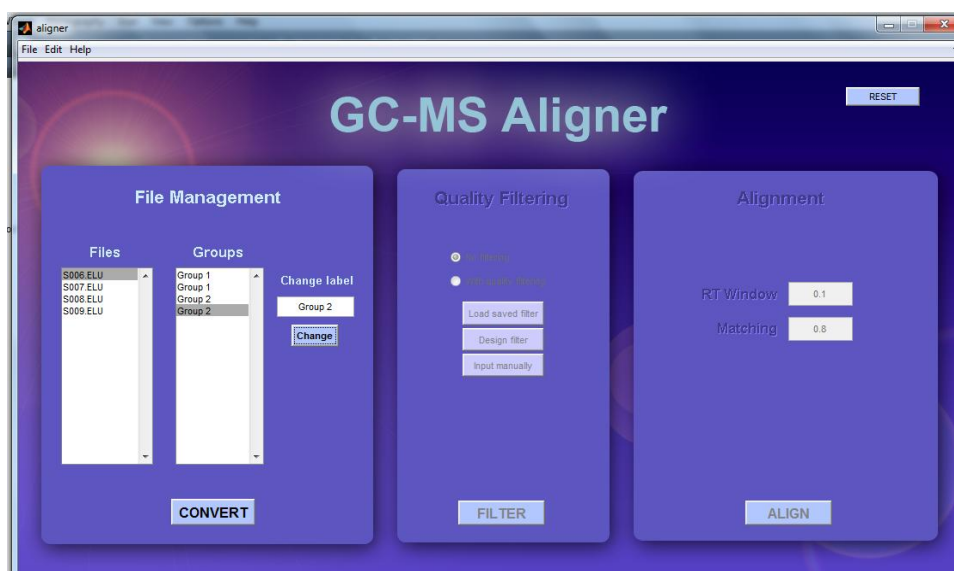 aligner
File Edit Help
GC-MS Aligner
RESET
File Management
Files
Groups
S006.ELU
S007.ELU
S008.ELU
S009.ELU
Group 1
Group 1
Group 2
Group 2
Change label
Group 2
Change
CONVERT
Quality Filtering
Load saved filter
Design filter
Input manually
FILTER
Alignment
RT Window
0.1
Matching
0.8
ALIGN